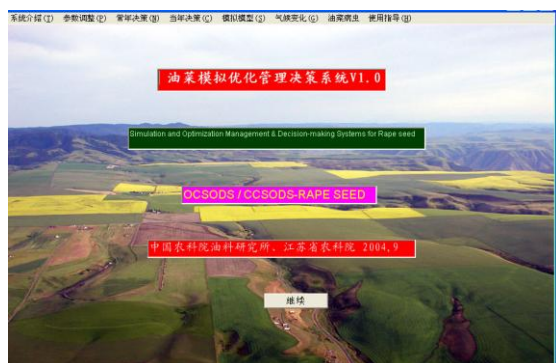 系统介绍(I) 参数调整(P) 常年决策(N) 当年决策(C) 模拟模型(S) 气候变化(G) 油菜病虫 使用指导(H)
油菜模拟优化管理决策系统V1.0
Simulation and Optimization Management & Decision-making Systems for Rape seed
OCSODS / CCSODS-RAPE SEED
中国农科院油料研究所、江苏省农科院 2004,9
继续